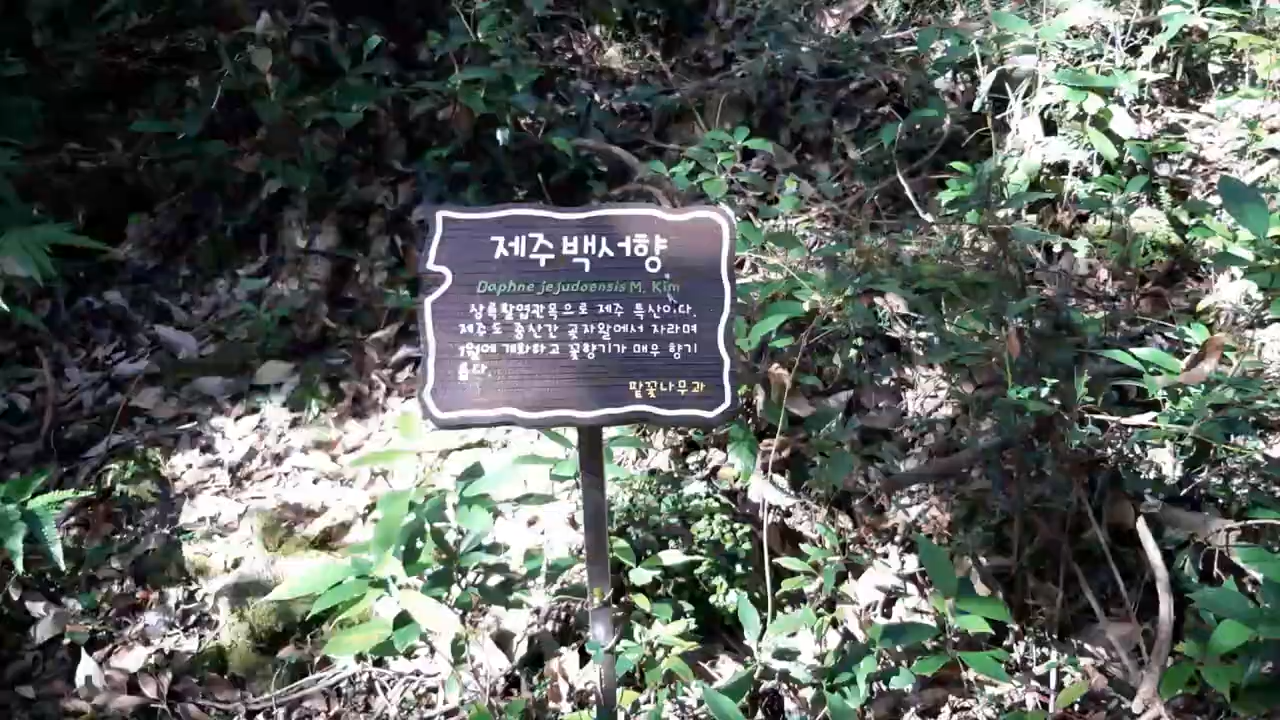 제주백서향
Daphne jejudoensis M. Kim
상록활엽관목으로 제주 특산이다.
제주도 중산간 곶자왈에서 자라며
1월에 개화하고 꽃향기가 매우 향기
롭다.
팥꽃나무과